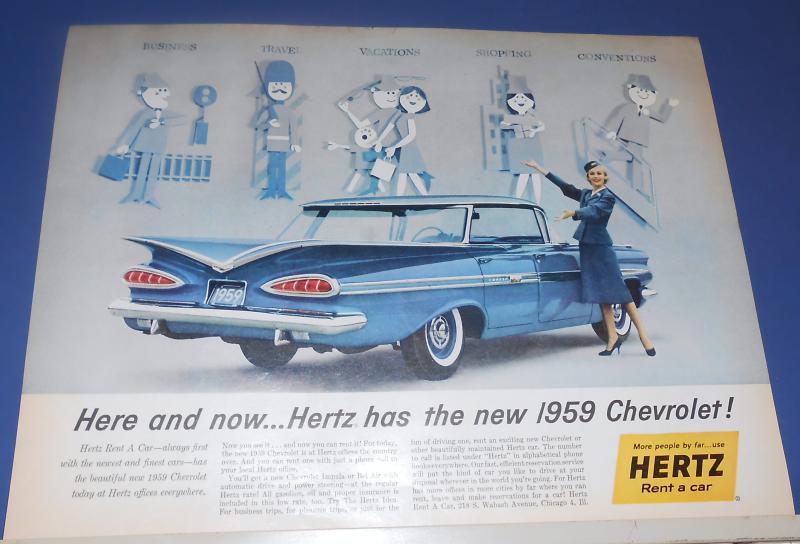 BUSINESS
TRAVEL
VACATIONS
SHOPPING
CONVENTIONS
1959
Here and now...Hertz has the new 1959 Chevrolet!
Hertz Rent A Car—always first
with the newest and finest cars—has
the beautiful new 1959 Chevrolet
today at Hertz offices everywhere.
Now you see it . . . and now you can rent it! For today,
the new 1959 Chevrolet is at Hertz offices the country
over. And you can rent one with just a phone call to
your local Hertz office.
You'll get a new Chevrolet Impala or Bel Air with
automatic drive and power steering—at the regular
Hertz rate! All gasoline, oil and proper insurance is
included in this low rate, too. Try The Hertz Idea.
For business trips, for pleasure trips, or just for the
fun of driving one, rent an exciting new Chevrolet or
other beautifully maintained Hertz car. The number
to call is listed under "Hertz" in alphabetical phone
books everywhere. Our fast, efficient reservation service
will put the kind of car you like to drive at your
disposal wherever in the world you're going. For Hertz
has more offices in more cities by far where you can
rent, leave and make reservations for a car! Hertz
Rent A Car, 218 S. Wabash Avenue, Chicago 4, Ill.
More people by far...use
HERTZ
Rent a car
®